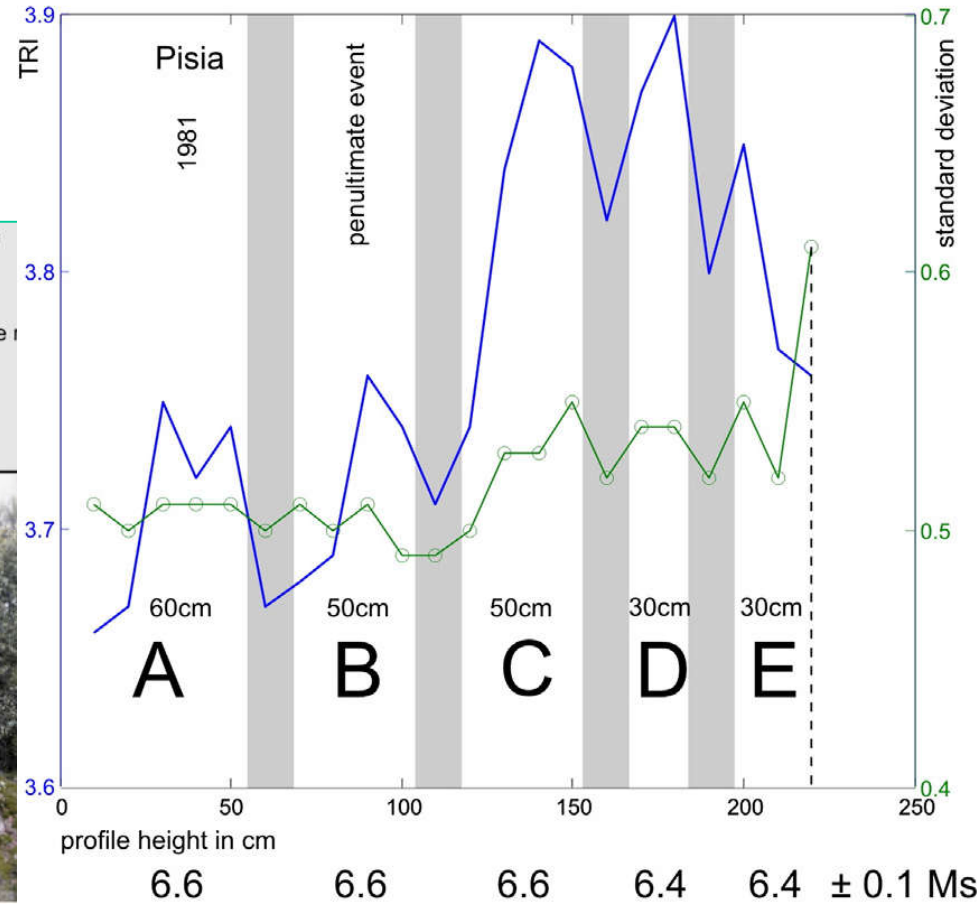 3.9
0.7
TRI
Pisia
1981
penultimate event
standard deviation
3.8
0.6
3.7
0.5
60cm
50cm
50cm
30cm
30cm
A
B
C
D
E
3.6
0.4
0
50
100
150
200
250
profile height in cm
6.6
6.6
6.6
6.4
6.4
± 0.1 Ms